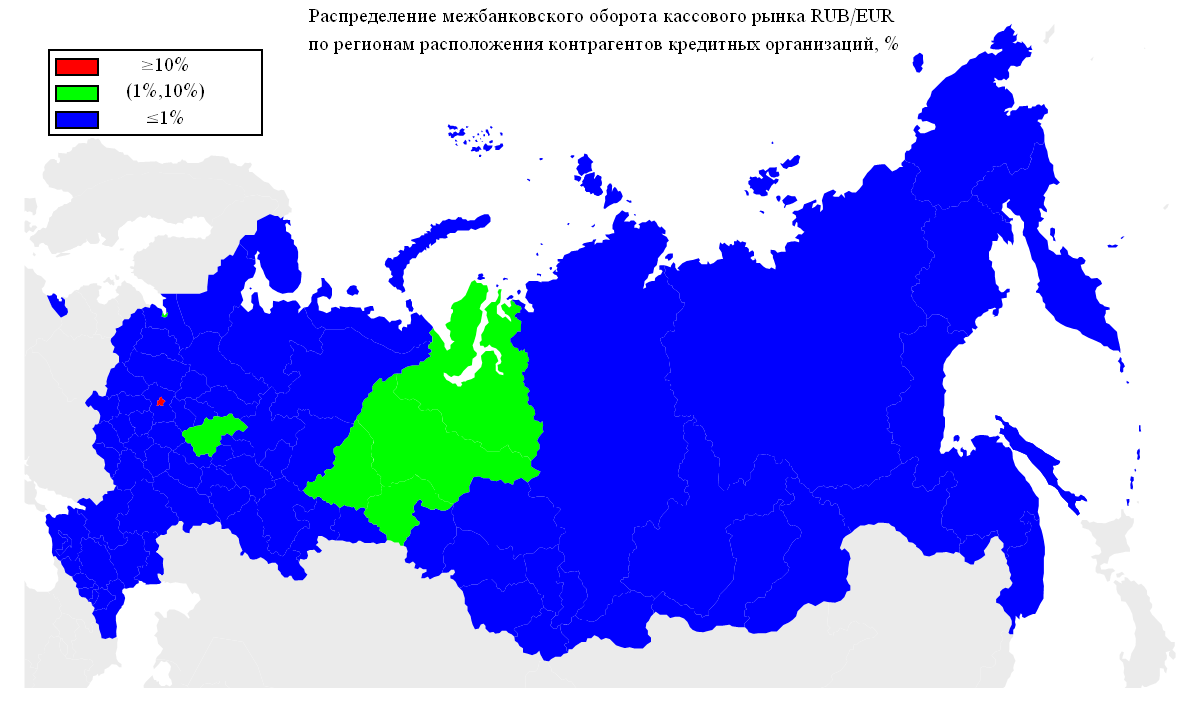 Распределение межбанковского оборота кассового рынка RUB/EUR
по регионам расположения контрагентов кредитных организаций, %
≥10%
(1%,10%)
≤1%